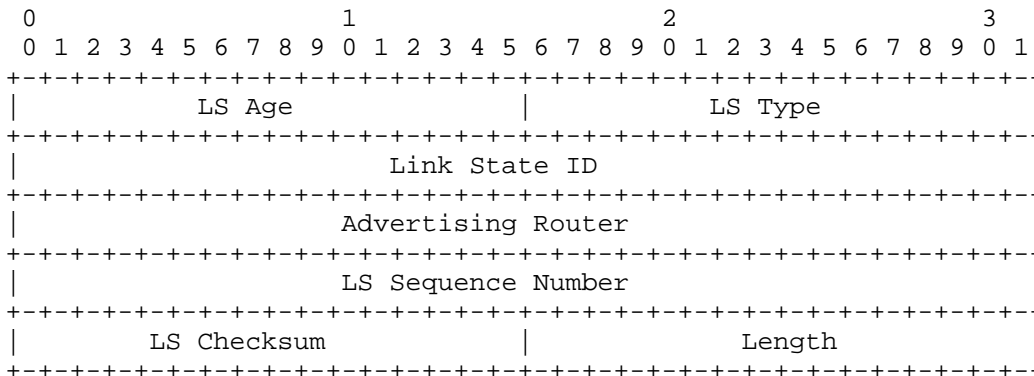 0                   1                   2                   3
 0 1 2 3 4 5 6 7 8 9 0 1 2 3 4 5 6 7 8 9 0 1 2 3 4 5 6 7 8 9 0 1
+-+-+-+-+-+-+-+-+-+-+-+-+-+-+-+-+-+-+-+-+-+-+-+-+-+-+-+-+-+-+-+-
|           LS Age              |           LS Type
+-+-+-+-+-+-+-+-+-+-+-+-+-+-+-+-+-+-+-+-+-+-+-+-+-+-+-+-+-+-+-+-
|                       Link State ID
+-+-+-+-+-+-+-+-+-+-+-+-+-+-+-+-+-+-+-+-+-+-+-+-+-+-+-+-+-+-+-+-
|                    Advertising Router
+-+-+-+-+-+-+-+-+-+-+-+-+-+-+-+-+-+-+-+-+-+-+-+-+-+-+-+-+-+-+-+-
|                    LS Sequence Number
+-+-+-+-+-+-+-+-+-+-+-+-+-+-+-+-+-+-+-+-+-+-+-+-+-+-+-+-+-+-+-+-
|        LS Checksum            |             Length
+-+-+-+-+-+-+-+-+-+-+-+-+-+-+-+-+-+-+-+-+-+-+-+-+-+-+-+-+-+-+-+-